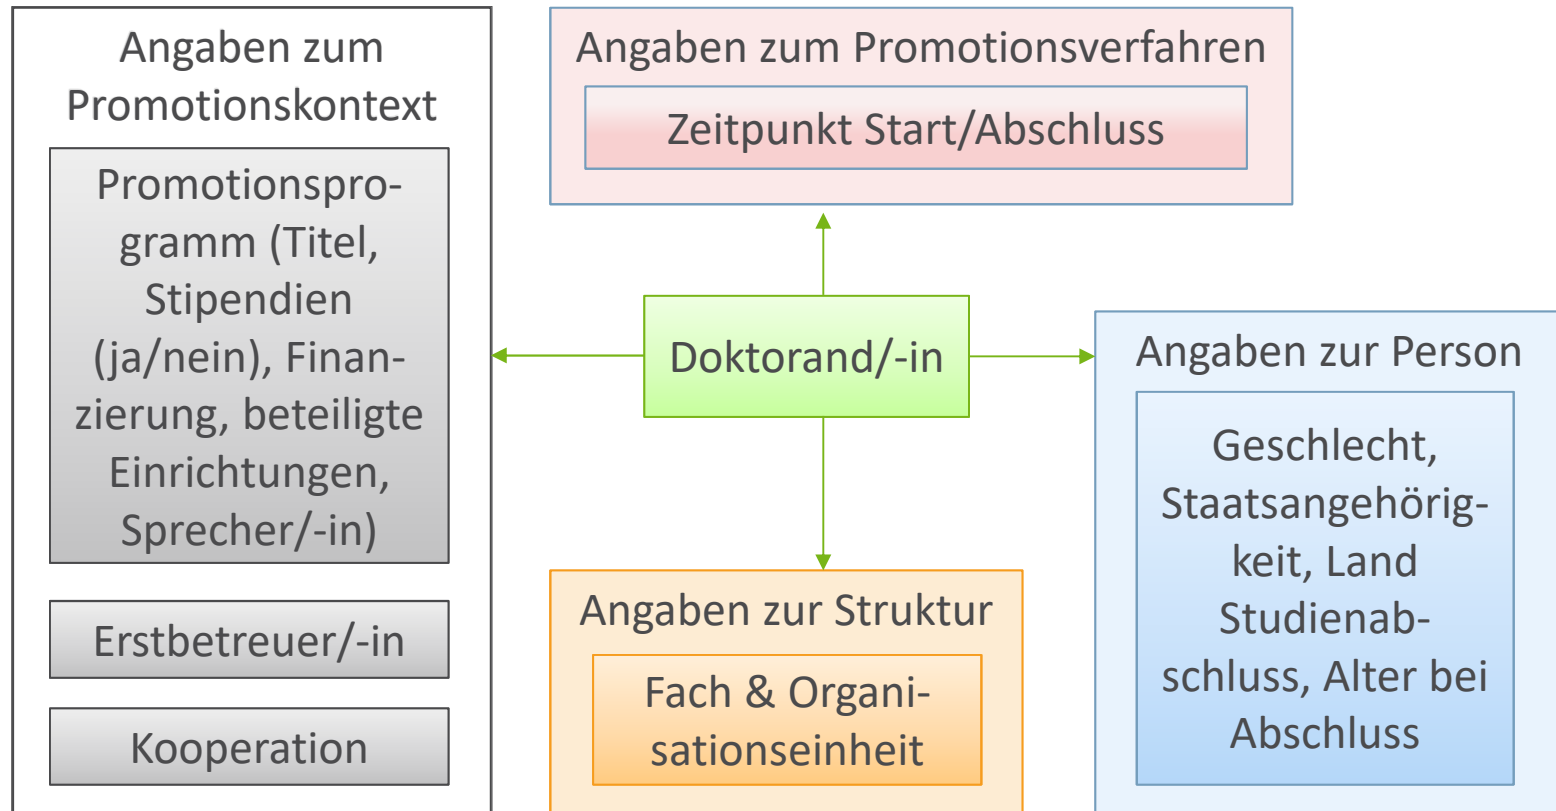 Angaben zum
Promotionskontext
Promotionspro-
gramm (Titel,
Stipendien
(ja/nein), Finan-
zierung, beteiligte
Einrichtungen,
Sprecher/-in)
Erstbetreuer/-in
Kooperation
Angaben zum Promotionsverfahren
Zeitpunkt Start/Abschluss
Doktorand/-in
Angaben zur Struktur
Fach & Organi-
sationseinheit
Angaben zur Person
Geschlecht,
Staatsangehörig-
keit, Land
Studienab-
schluss, Alter bei
Abschluss